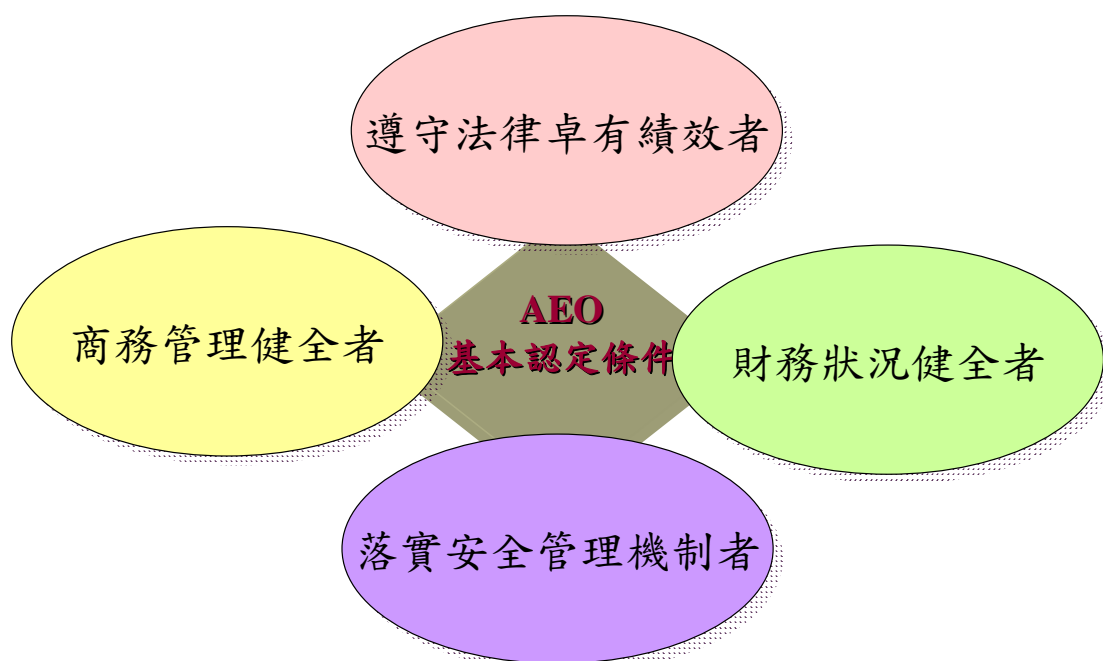 遵守法律卓有績效者
商務管理健全者
AEO
基本認定條件
財務狀況健全者
落實安全管理機制者